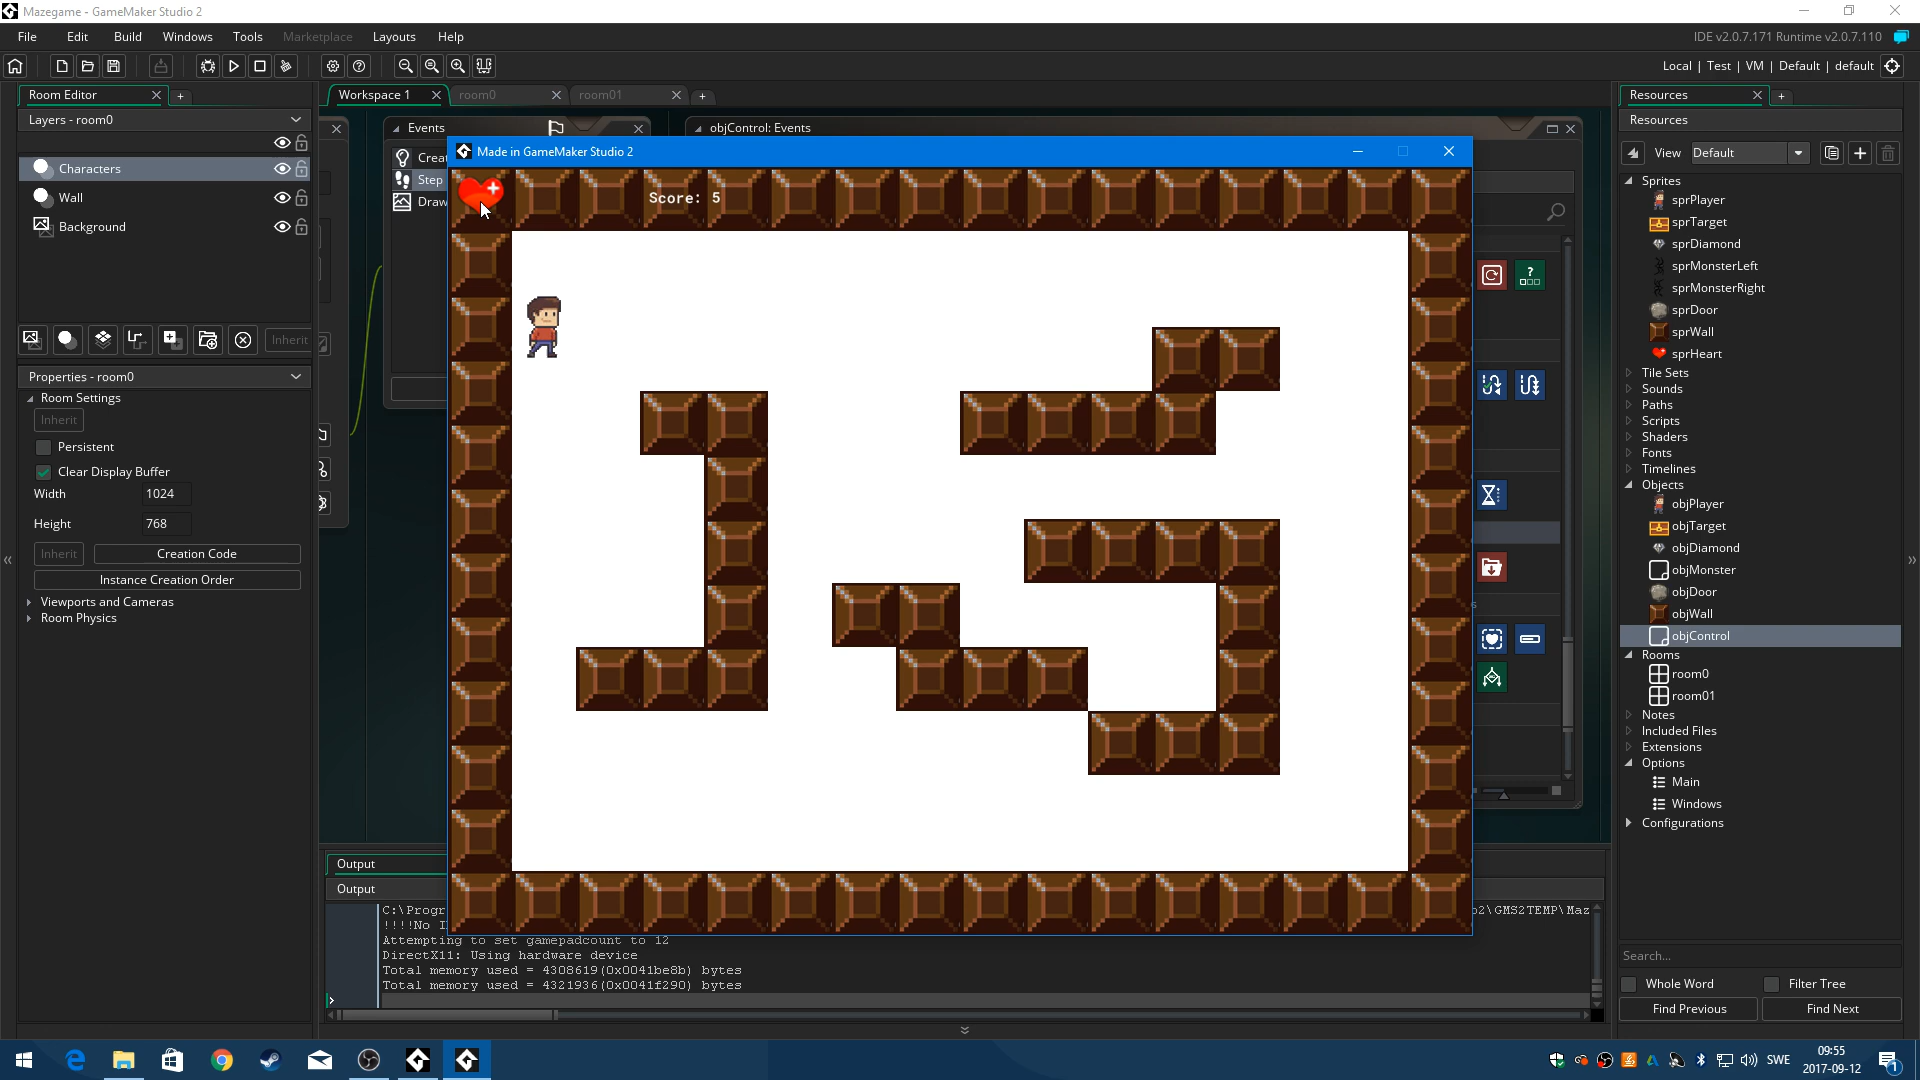 Mazegame - GameMaker Studio 2
File Edit Build Windows Tools Marketplace Layouts Help
IDE v2.0.7.171 Runtime v2.0.7.110
Local | Test | VM | Default | default
Room Editor
Layers - room0
Characters
Wall
Background
Inherit
Properties - room0
Room Settings
Inherit
Persistent
Clear Display Buffer
Width 1024
Height 768
Inherit Creation Code
Instance Creation Order
Viewports and Cameras
Room Physics
Workspace 1 room0 room01
Events
Step
objControl: Events
Made in GameMaker Studio 2
Score: 5
Output
Output
C:\Progr
\GMS2TEMP\Maz
Attempting to set gamepadcount to 12
DirectX11: Using hardware device
Total memory used = 4308619(0x0041be8b) bytes
Total memory used = 4321936(0x0041f290) bytes
Resources
Resources
View Default
Sprites
sprPlayer
sprTarget
sprDiamond
sprMonsterLeft
sprMonsterRight
sprDoor
sprWall
sprHeart
Tile Sets
Sounds
Paths
Scripts
Shaders
Fonts
Timelines
Objects
objPlayer
objTarget
objDiamond
objMonster
objDoor
objWall
objControl
Rooms
room0
room01
Notes
Included Files
Extensions
Options
Main
Windows
Configurations
Search...
Whole Word Filter Tree
Find Previous Find Next
SWE
09:55
2017-09-12
1